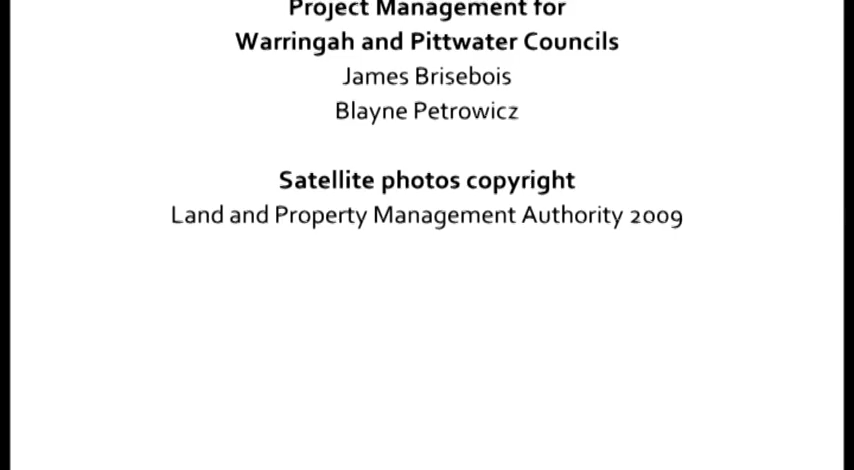 Project Management for
Warringah and Pittwater Councils
James Brisebois
Blayne Petrowicz
Satellite photos copyright
Land and Property Management Authority 2009